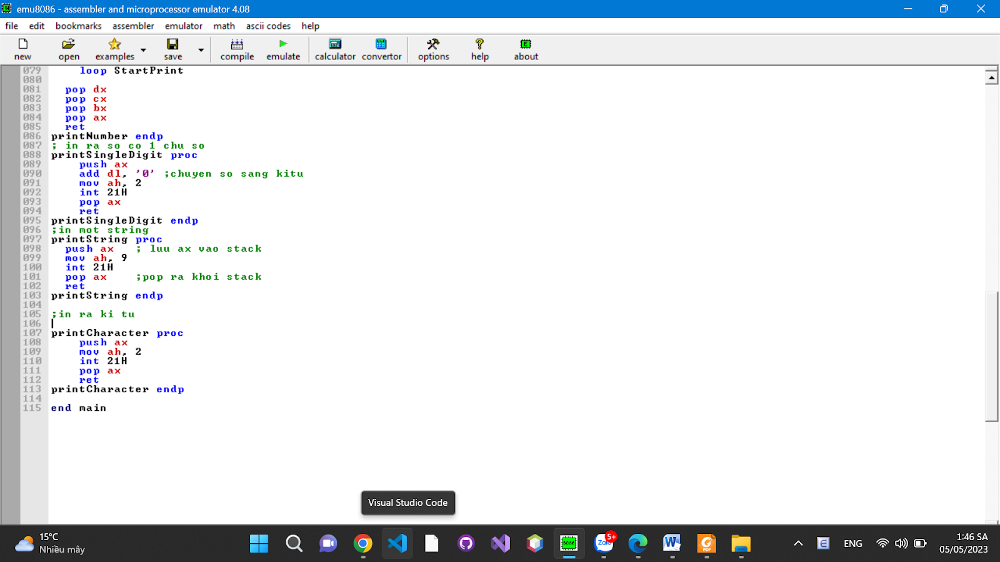 emu8086 - assembler and microprocessor emulator 4.08
file edit bookmarks assembler emulator math ascii codes help
new open examples save compile emulate calculator convertor options help about
079 loop StartPrint
080
081 pop dx
082 pop cx
083 pop bx
084 pop ax
085 ret
086 printNumber endp
087 ; in ra so co 1 chu so
088 printSingleDigit proc
089 push ax
090 add dl, '0' ;chuyen so sang kitu
091 mov ah, 2
092 int 21H
093 pop ax
094 ret
095 printSingleDigit endp
096 ;in mot string
097 printString proc
098 push ax ; luu ax vao stack
099 mov ah, 9
100 int 21H
101 pop ax ;pop ra khoi stack
102 ret
103 printString endp
104
105 ;in ra ki tu
106
107 printCharacter proc
108 push ax
109 mov ah, 2
110 int 21H
111 pop ax
112 ret
113 printCharacter endp
114
115 end main
Visual Studio Code
15°C
Nhiều mây
8086
Zalo
5+
W
PDF
E
ENG
1:46 SA
05/05/2023